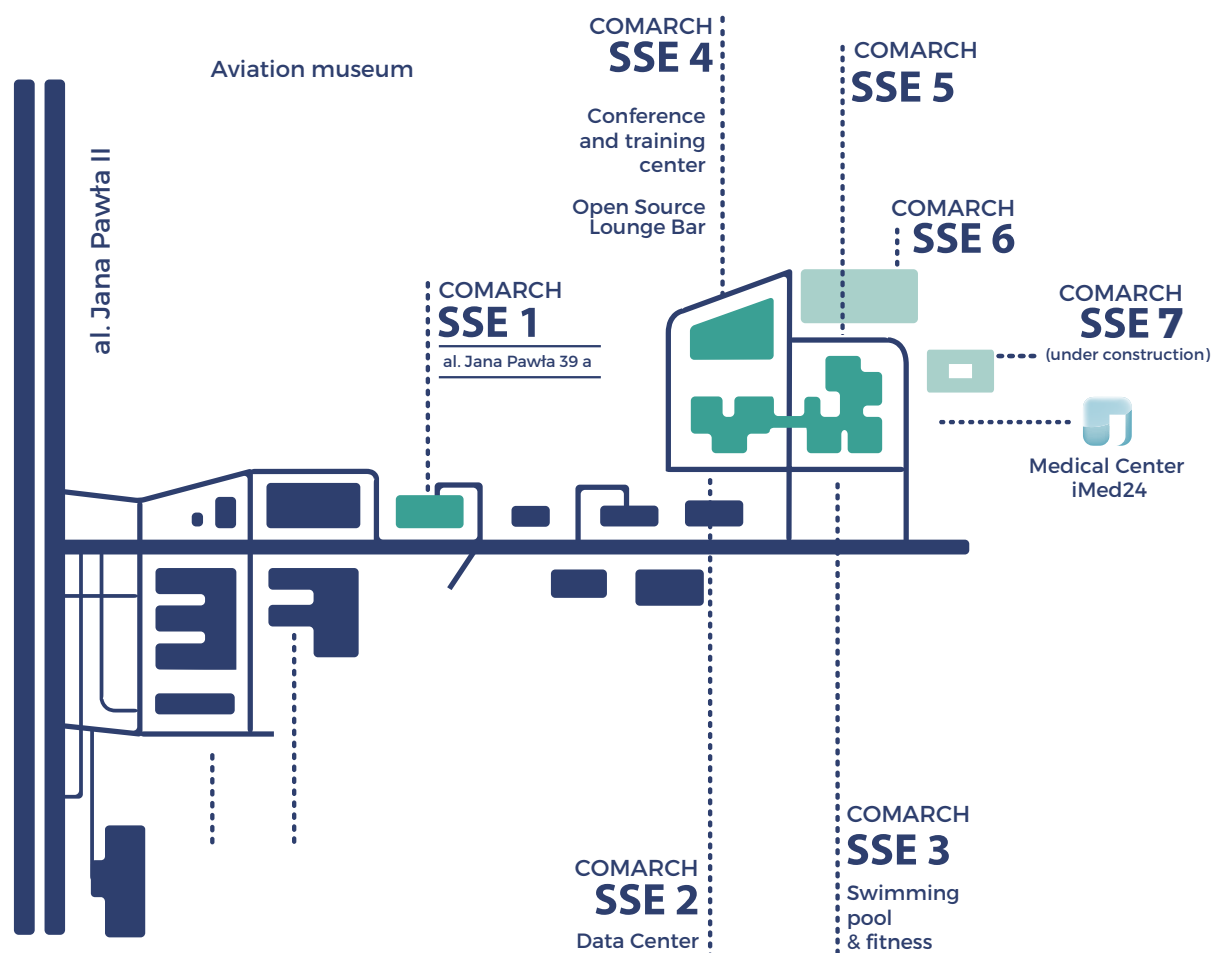 Aviation museum
al. Jana Pawła II
COMARCH
SSE 4
Conference
and training
center
Open Source
Lounge Bar
COMARCH
SSE 5
COMARCH
SSE 6
COMARCH
SSE 7
(under construction)
Medical Center
iMed24
COMARCH
SSE 1
al. Jana Pawła 39 a
COMARCH
SSE 2
Data Center
COMARCH
SSE 3
Swimming
pool
& fitness